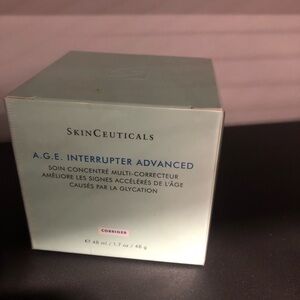 SKINCEUTICALS
A.G.E. INTERRUPTER ADVANCED
SOIN CONCENTRÉ MULTI-CORRECTEUR
AMÉLIORE LES SIGNES ACCÉLÉRÉS DE L'ÂGE
CAUSÉS PAR LA GLYCATION
CORRIGER
℮ 48 ml / 1.7 oz / 48 g